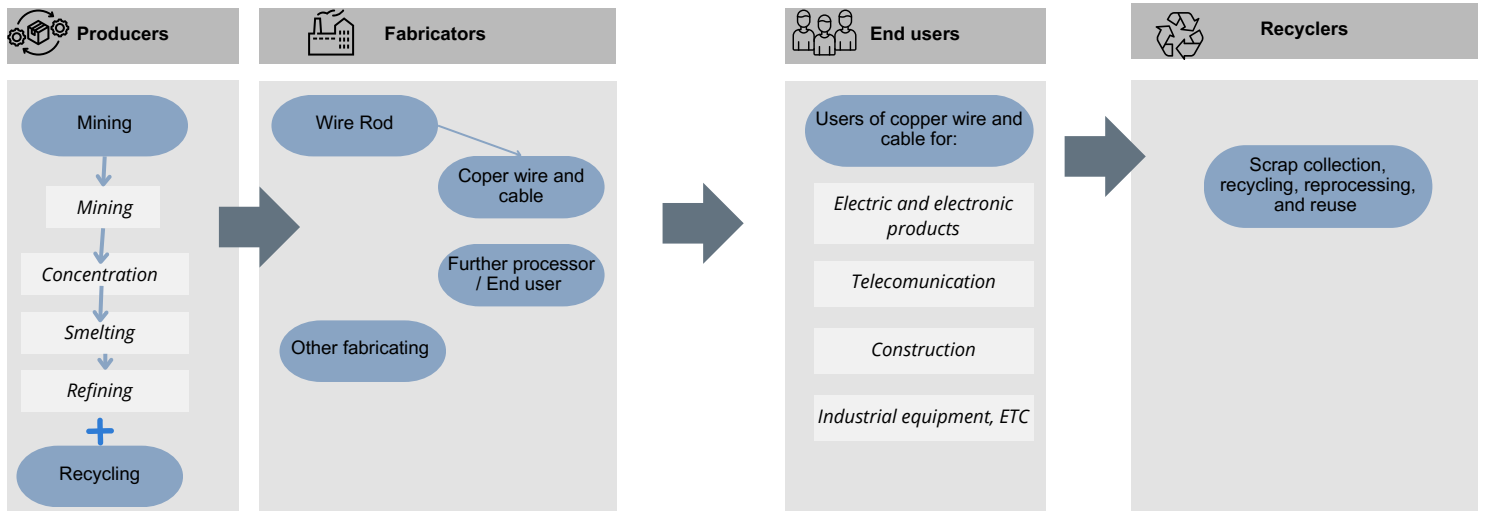 Producers
Fabricators
End users
Recyclers
Mining
Mining
Concentration
Smelting
Refining
Recycling
Wire Rod
Coper wire and
cable
Further processor
/ End user
Other fabricating
Users of copper wire and
cable for:
Electric and electronic
products
Telecomunication
Construction
Industrial equipment, ETC
Scrap collection,
recycling, reprocessing,
and reuse